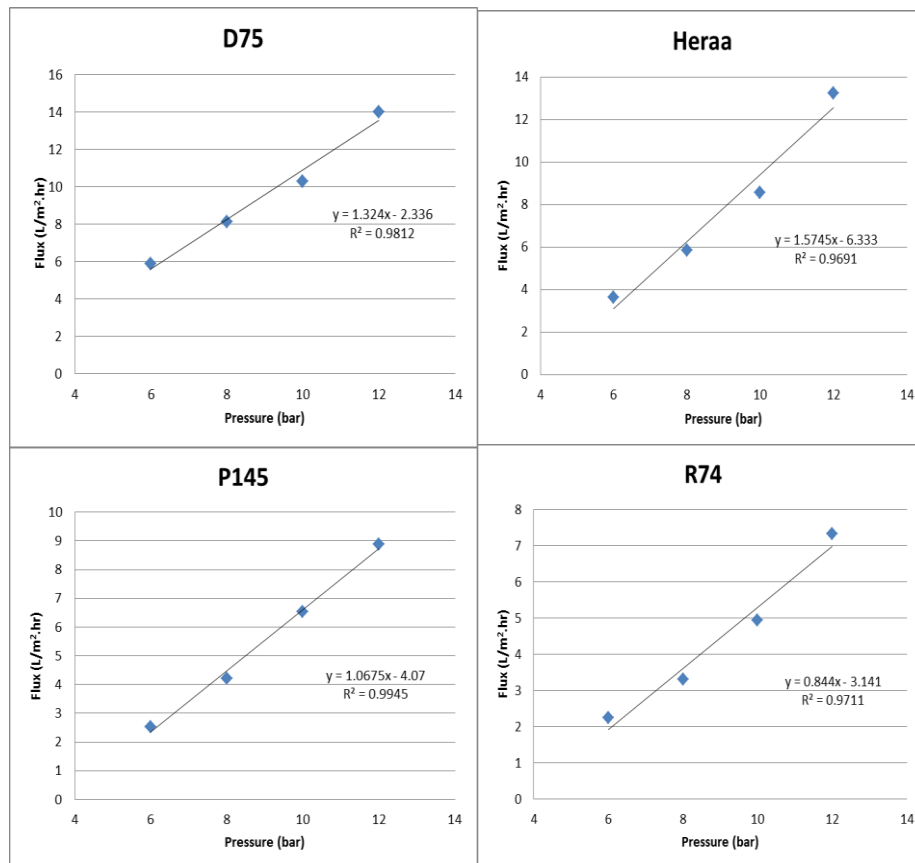 D75
Flux (L/m².hr)
16
14
12
10
8
6
4
2
0
y = 1.324x - 2.336
R² = 0.9812
4 6 8 10 12 14
Pressure (bar)
Heraa
Flux (L/m².hr)
14
12
10
8
6
4
2
0
y = 1.5745x - 6.333
R² = 0.9691
4 6 8 10 12 14
Pressure (bar)
P145
Flux (L/m².hr)
10
9
8
7
6
5
4
3
2
1
0
y = 1.0675x - 4.07
R² = 0.9945
4 6 8 10 12 14
Pressure (bar)
R74
Flux (L/m².hr)
8
7
6
5
4
3
2
1
0
y = 0.844x - 3.141
R² = 0.9711
4 6 8 10 12 14
Pressure (bar)